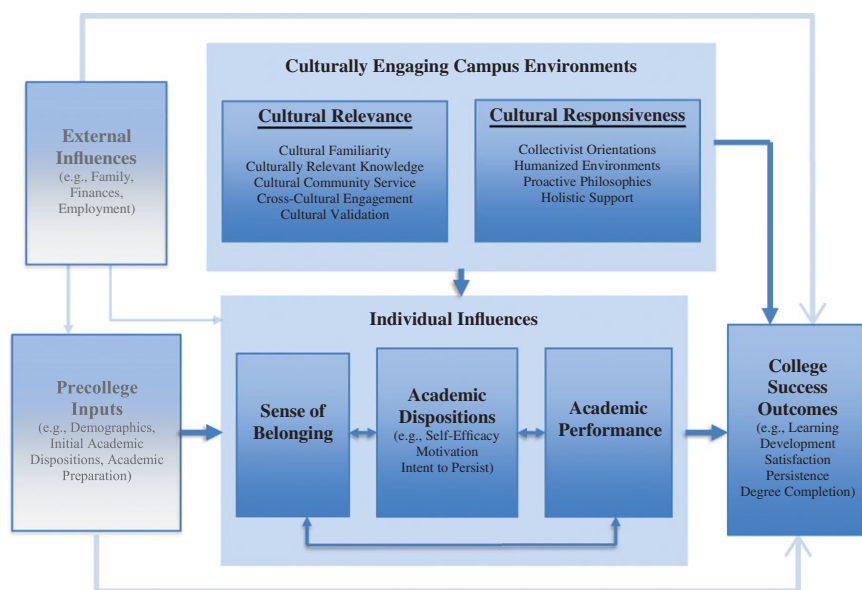 Culturally Engaging Campus Environments
External
Influences
(e.g., Family,
Finances,
Employment)
Cultural Relevance
Cultural Familiarity
Culturally Relevant Knowledge
Cultural Community Service
Cross-Cultural Engagement
Cultural Validation
Cultural Responsiveness
Collectivist Orientations
Humanized Environments
Proactive Philosophies
Holistic Support
Individual Influences
Precollege
Inputs
(e.g., Demographics,
Initial Academic
Dispositions, Academic
Preparation)
Sense of
Belonging
Academic
Dispositions
(e.g., Self-Efficacy
Motivation
Intent to Persist)
Academic
Performance
College
Success
Outcomes
(e.g., Learning
Development
Satisfaction
Persistence
Degree Completion)